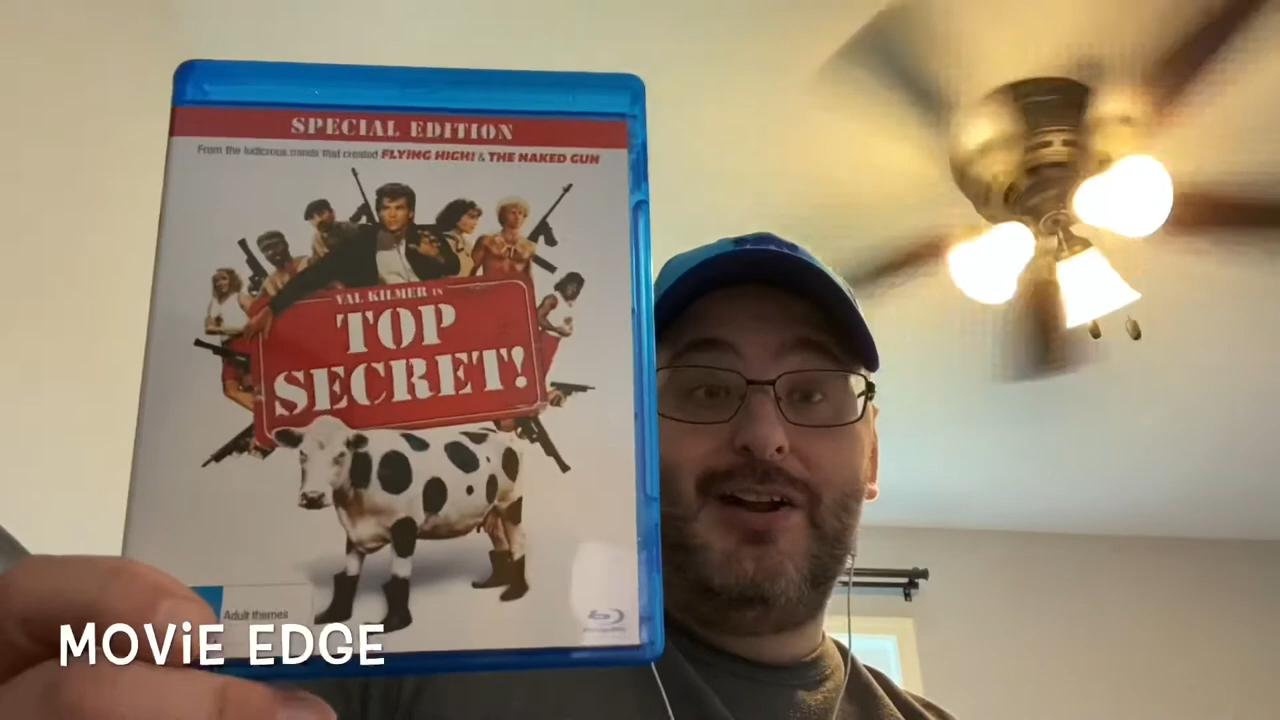 SPECIAL EDITION
From the ludicrous minds that created FLYING HIGH! & THE NAKED GUN
VAL KILMER IN
TOP
SECRET!
Adult themes
MOViE EDGE